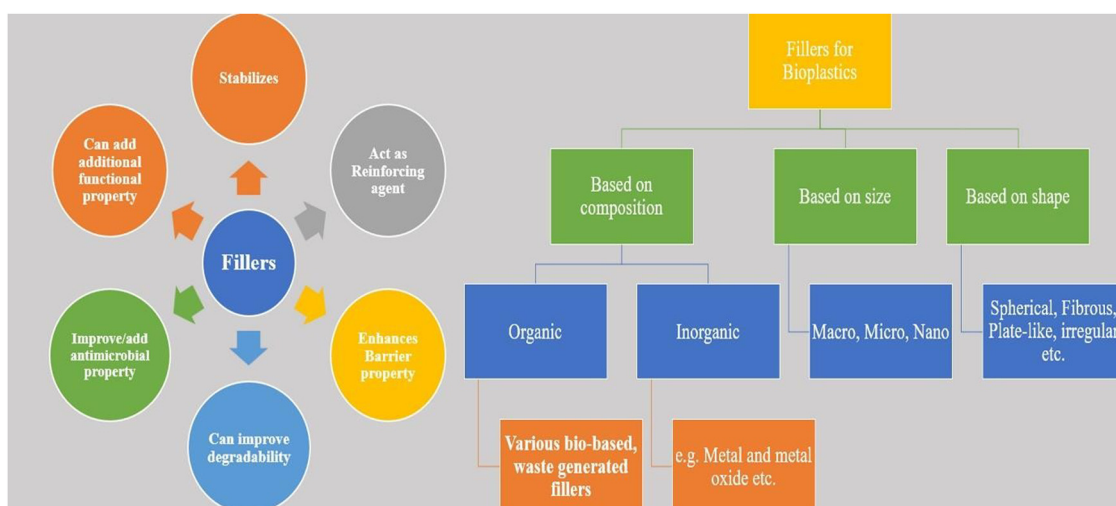 Stabilizes
Can add
additional
functional
property
Act as
Reinforcing
agent
Fillers
Improve/add
antimicrobial
property
Enhances
Barrier
property
Can improve
degradability
Fillers for
Bioplastics
Based on
composition
Based on size
Based on shape
Organic
Inorganic
Macro, Micro, Nano
Spherical, Fibrous,
Plate-like, irregular
etc.
Various bio-based,
waste generated
fillers
e.g. Metal and metal
oxide etc.